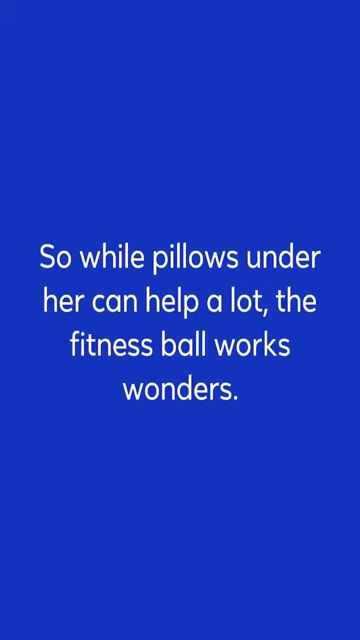 So while pillows under
her can help a lot, the
fitness ball works
wonders.